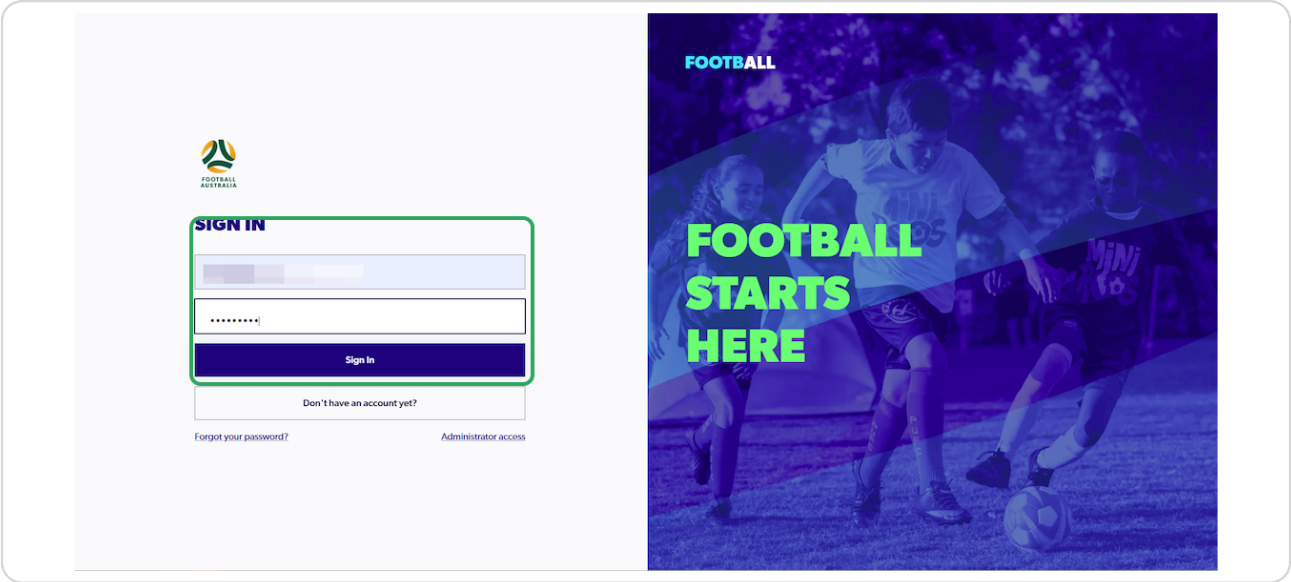 FOOTBALL
AUSTRALIA
SIGN IN
•••••••••
Sign In
Don't have an account yet?
Forgot your password?
Administrator access
FOOTBALL
FOOTBALL
STARTS
HERE
MiNi